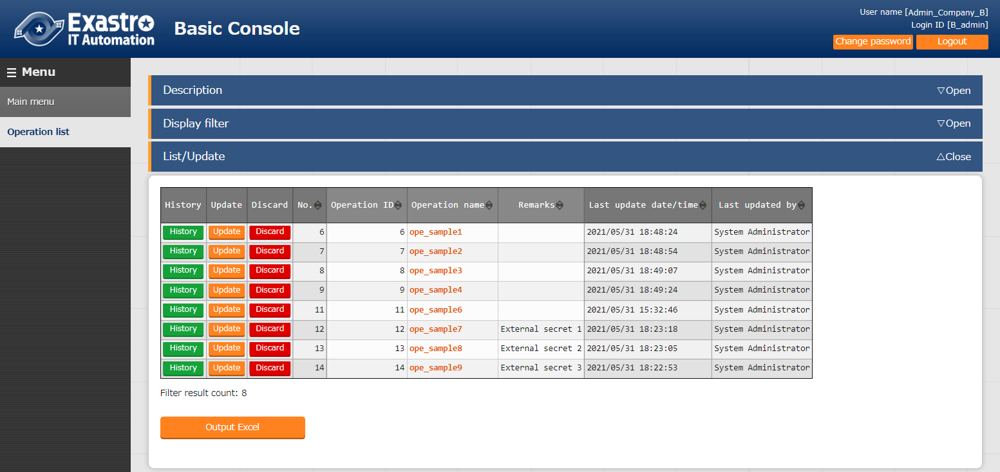 Exastro
IT Automation
Basic Console
User name [Admin_Company_B]
Login ID [B_admin]
Change password Logout
☰ Menu
Main menu
Operation list
Description ▽Open
Display filter ▽Open
List/Update △Close
History Update Discard No. Operation ID Operation name Remarks Last update date/time Last updated by
History Update Discard 6 6 ope_sample1 2021/05/31 18:48:24 System Administrator
History Update Discard 7 7 ope_sample2 2021/05/31 18:48:54 System Administrator
History Update Discard 8 8 ope_sample3 2021/05/31 18:49:07 System Administrator
History Update Discard 9 9 ope_sample4 2021/05/31 18:49:24 System Administrator
History Update Discard 11 11 ope_sample6 2021/05/31 15:32:46 System Administrator
History Update Discard 12 12 ope_sample7 External secret 1 2021/05/31 18:23:18 System Administrator
History Update Discard 13 13 ope_sample8 External secret 2 2021/05/31 18:23:05 System Administrator
History Update Discard 14 14 ope_sample9 External secret 3 2021/05/31 18:22:53 System Administrator
Filter result count: 8
Output Excel